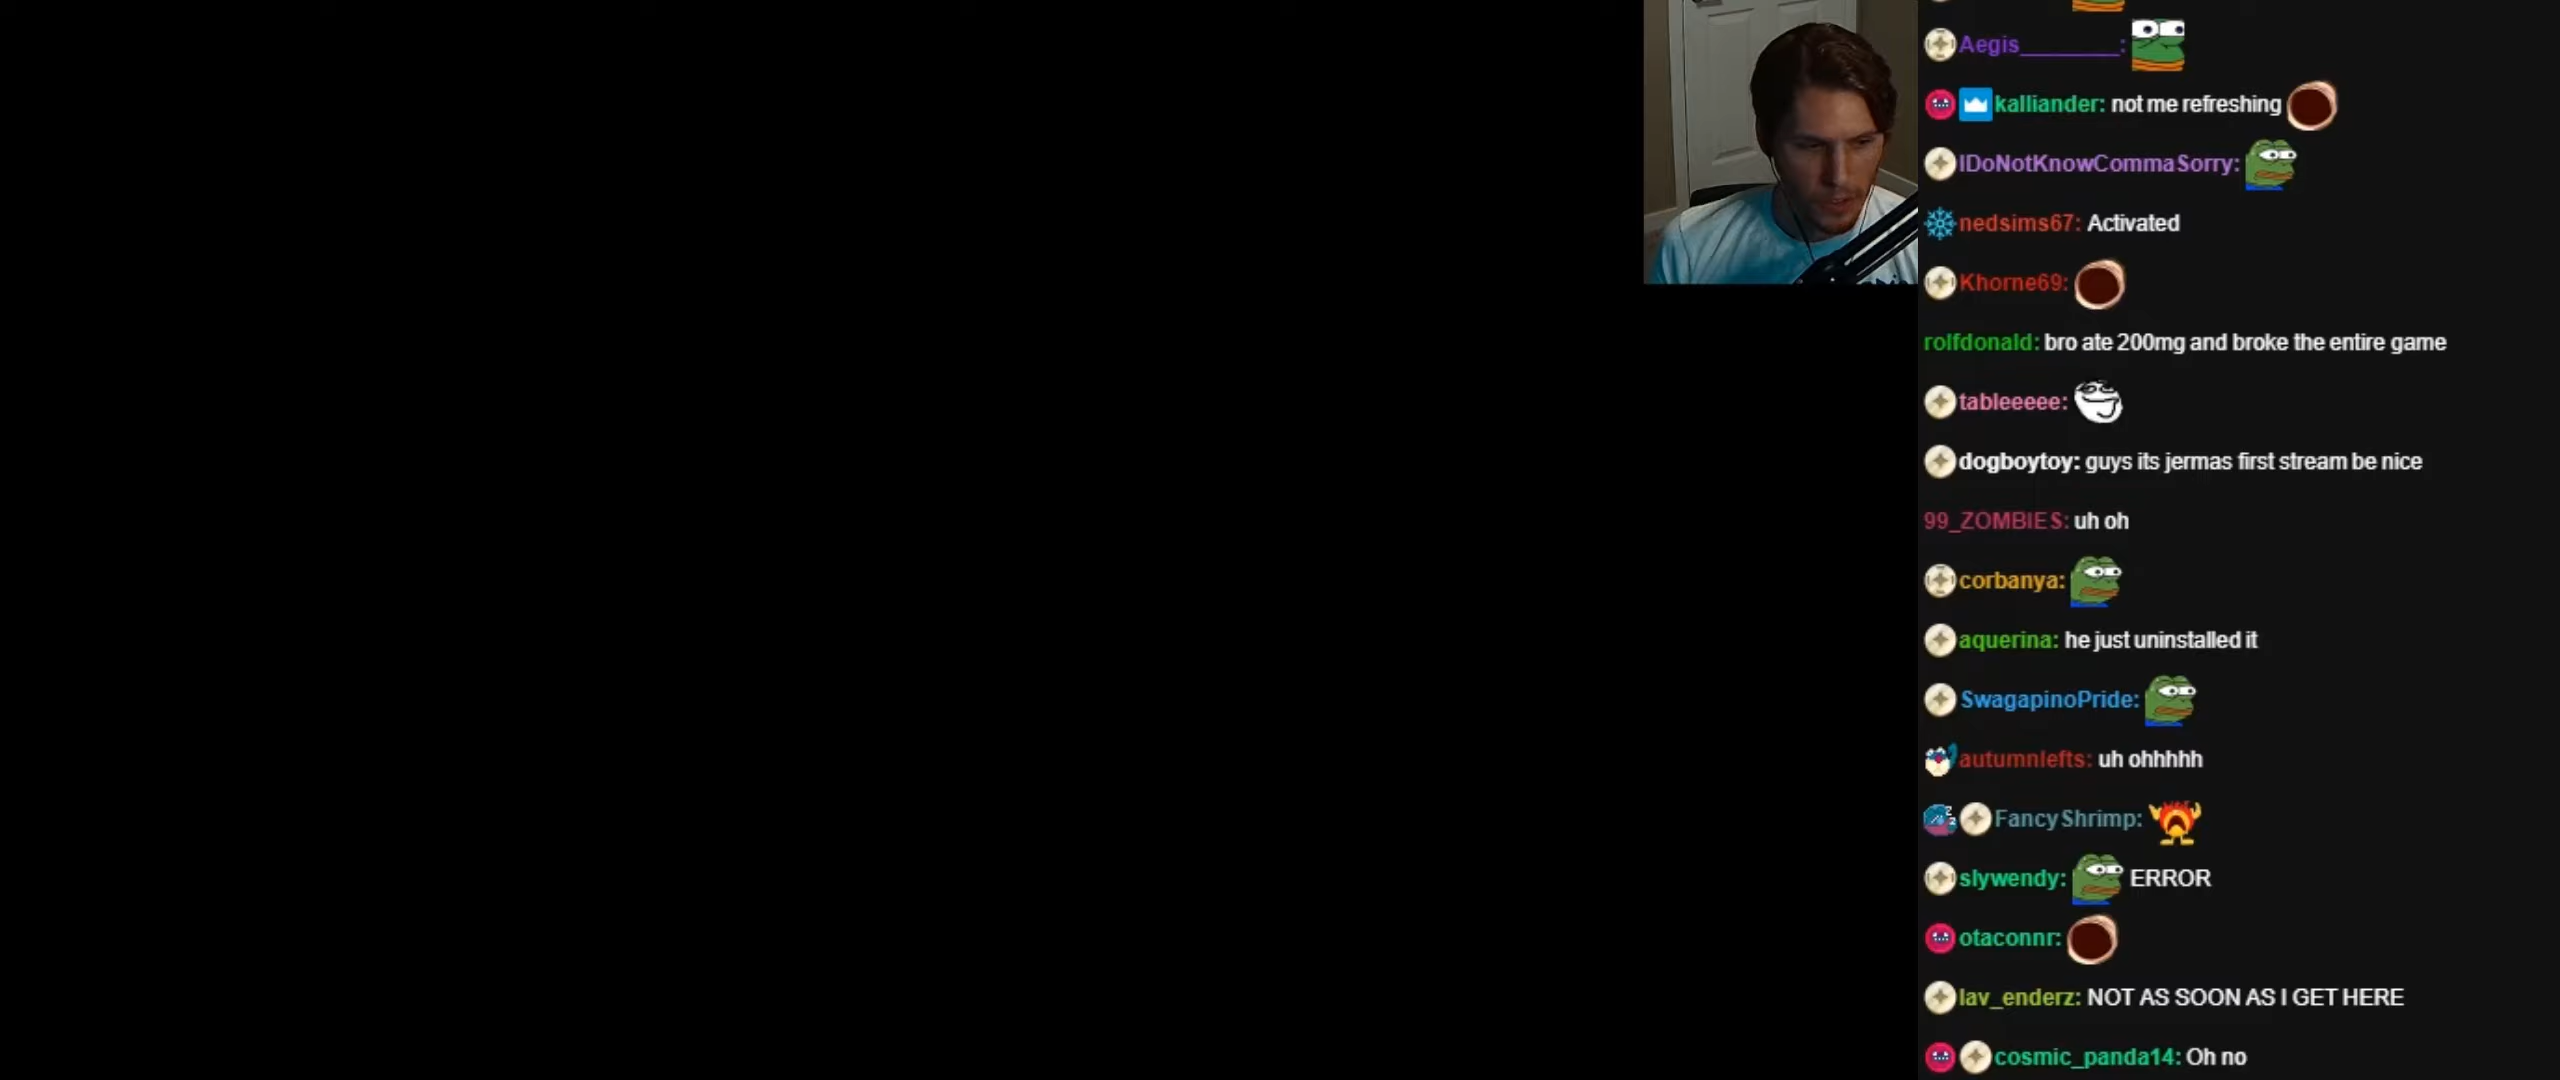 Aegis________:
kalliander: not me refreshing
IDoNotKnowCommaSorry:
nedsims67: Activated
Khorne69:
rolfdonald: bro ate 200mg and broke the entire game
tableeeee:
dogboytoy: guys its jermas first stream be nice
99_ZOMBIES: uh oh
corbanya:
aquerina: he just uninstalled it
SwagapinoPride:
autumnlefts: uh ohhhhh
FancyShrimp:
slywendy: ERROR
otaconnr:
lav_enderz: NOT AS SOON AS I GET HERE
cosmic_panda14: Oh no